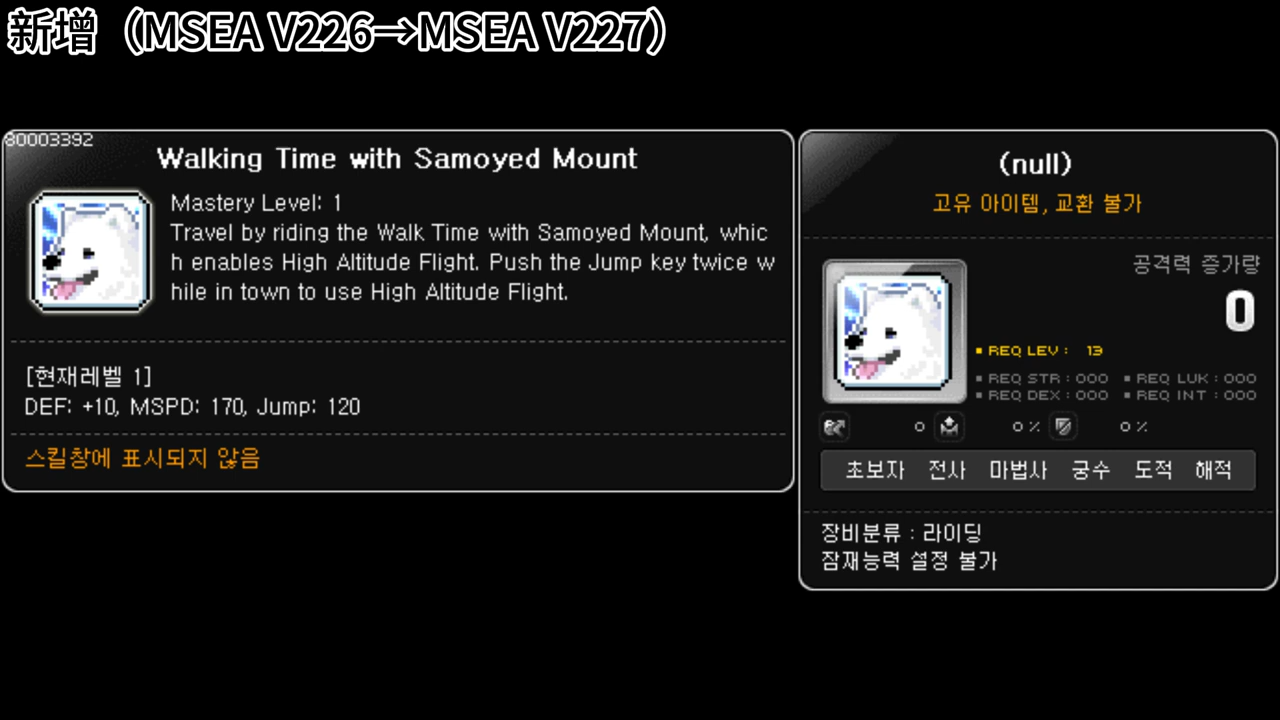 新增（MSEA V226→MSEA V227）
80003392
Walking Time with Samoyed Mount
Mastery Level: 1
Travel by riding the Walk Time with Samoyed Mount, whic
h enables High Altitude Flight. Push the Jump key twice w
hile in town to use High Altitude Flight.
[현재레벨 1]
DEF: +10, MSPD: 170, Jump: 120
스킬창에 표시되지 않음
(null)
고유 아이템, 교환 불가
공격력 증가량
0
REQ LEV : 13
REQ STR : 000 REQ LUK : 000
REQ DEX : 000 REQ INT : 000
0 0% 0%
초보자 전사 마법사 궁수 도적 해적
장비분류 : 라이딩
잠재능력 설정 불가